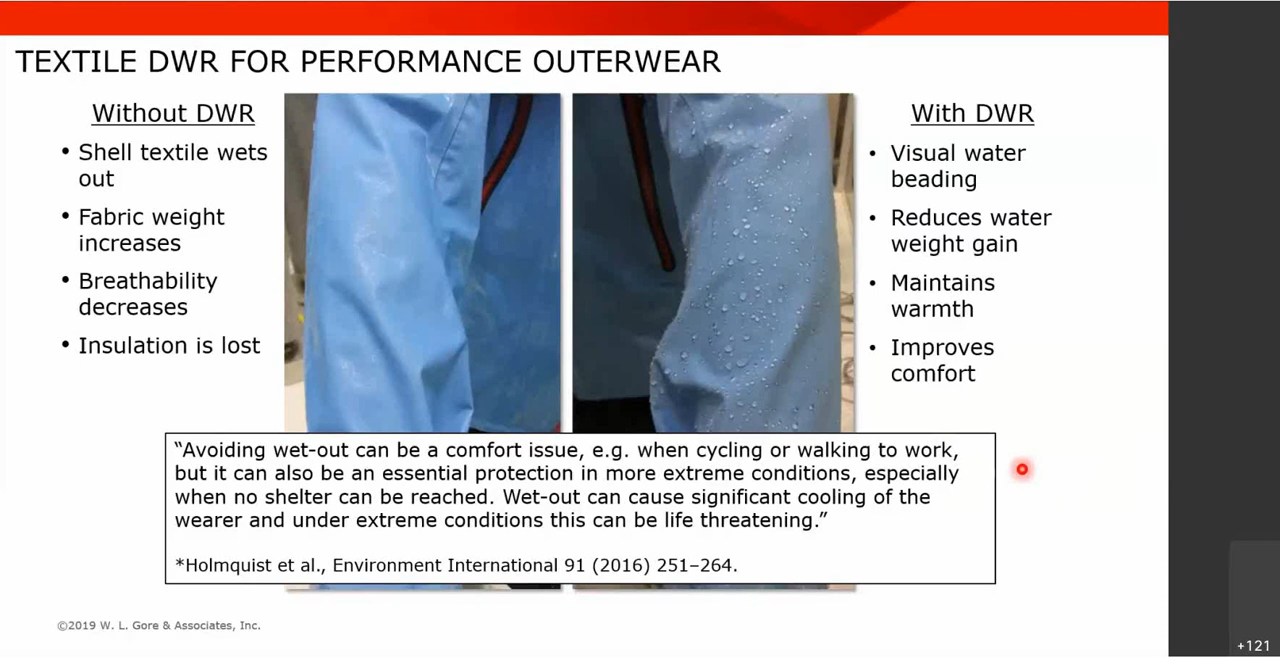 TEXTILE DWR FOR PERFORMANCE OUTERWEAR
Without DWR
• Shell textile wets
out
• Fabric weight
increases
• Breathability
decreases
• Insulation is lost
With DWR
• Visual water
beading
• Reduces water
weight gain
• Maintains
warmth
• Improves
comfort
“Avoiding wet-out can be a comfort issue, e.g. when cycling or walking to work,
but it can also be an essential protection in more extreme conditions, especially
when no shelter can be reached. Wet-out can cause significant cooling of the
wearer and under extreme conditions this can be life threatening.”
*Holmquist et al., Environment International 91 (2016) 251–264.
©2019 W. L. Gore & Associates, Inc.
+121